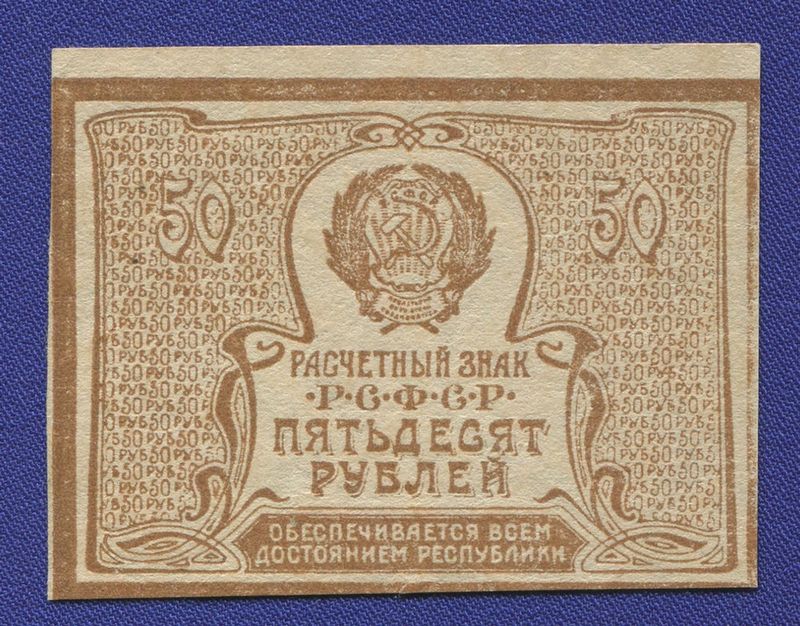 50 50
РАСЧЕТНЫЙ ЗНАК
·Р·С·Ф·С·Р·
ПЯТЬДЕСЯТ
РУБЛЕЙ
ОБЕСПЕЧИВАЕТСЯ ВСЕМ
ДОСТОЯНИЕМ РЕСПУБЛИКИ